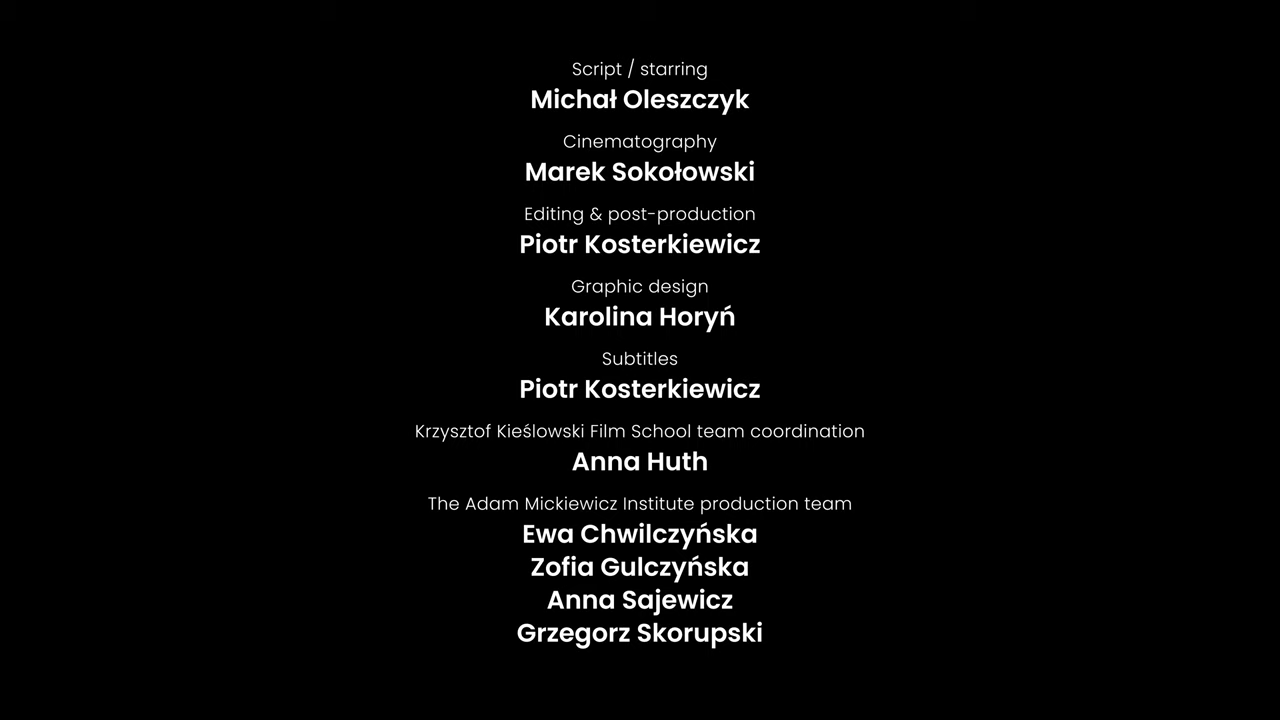 Script / starring
Michał Oleszczyk
Cinematography
Marek Sokołowski
Editing & post-production
Piotr Kosterkiewicz
Graphic design
Karolina Horyń
Subtitles
Piotr Kosterkiewicz
Krzysztof Kieślowski Film School team coordination
Anna Huth
The Adam Mickiewicz Institute production team
Ewa Chwilczyńska
Zofia Gulczyńska
Anna Sajewicz
Grzegorz Skorupski